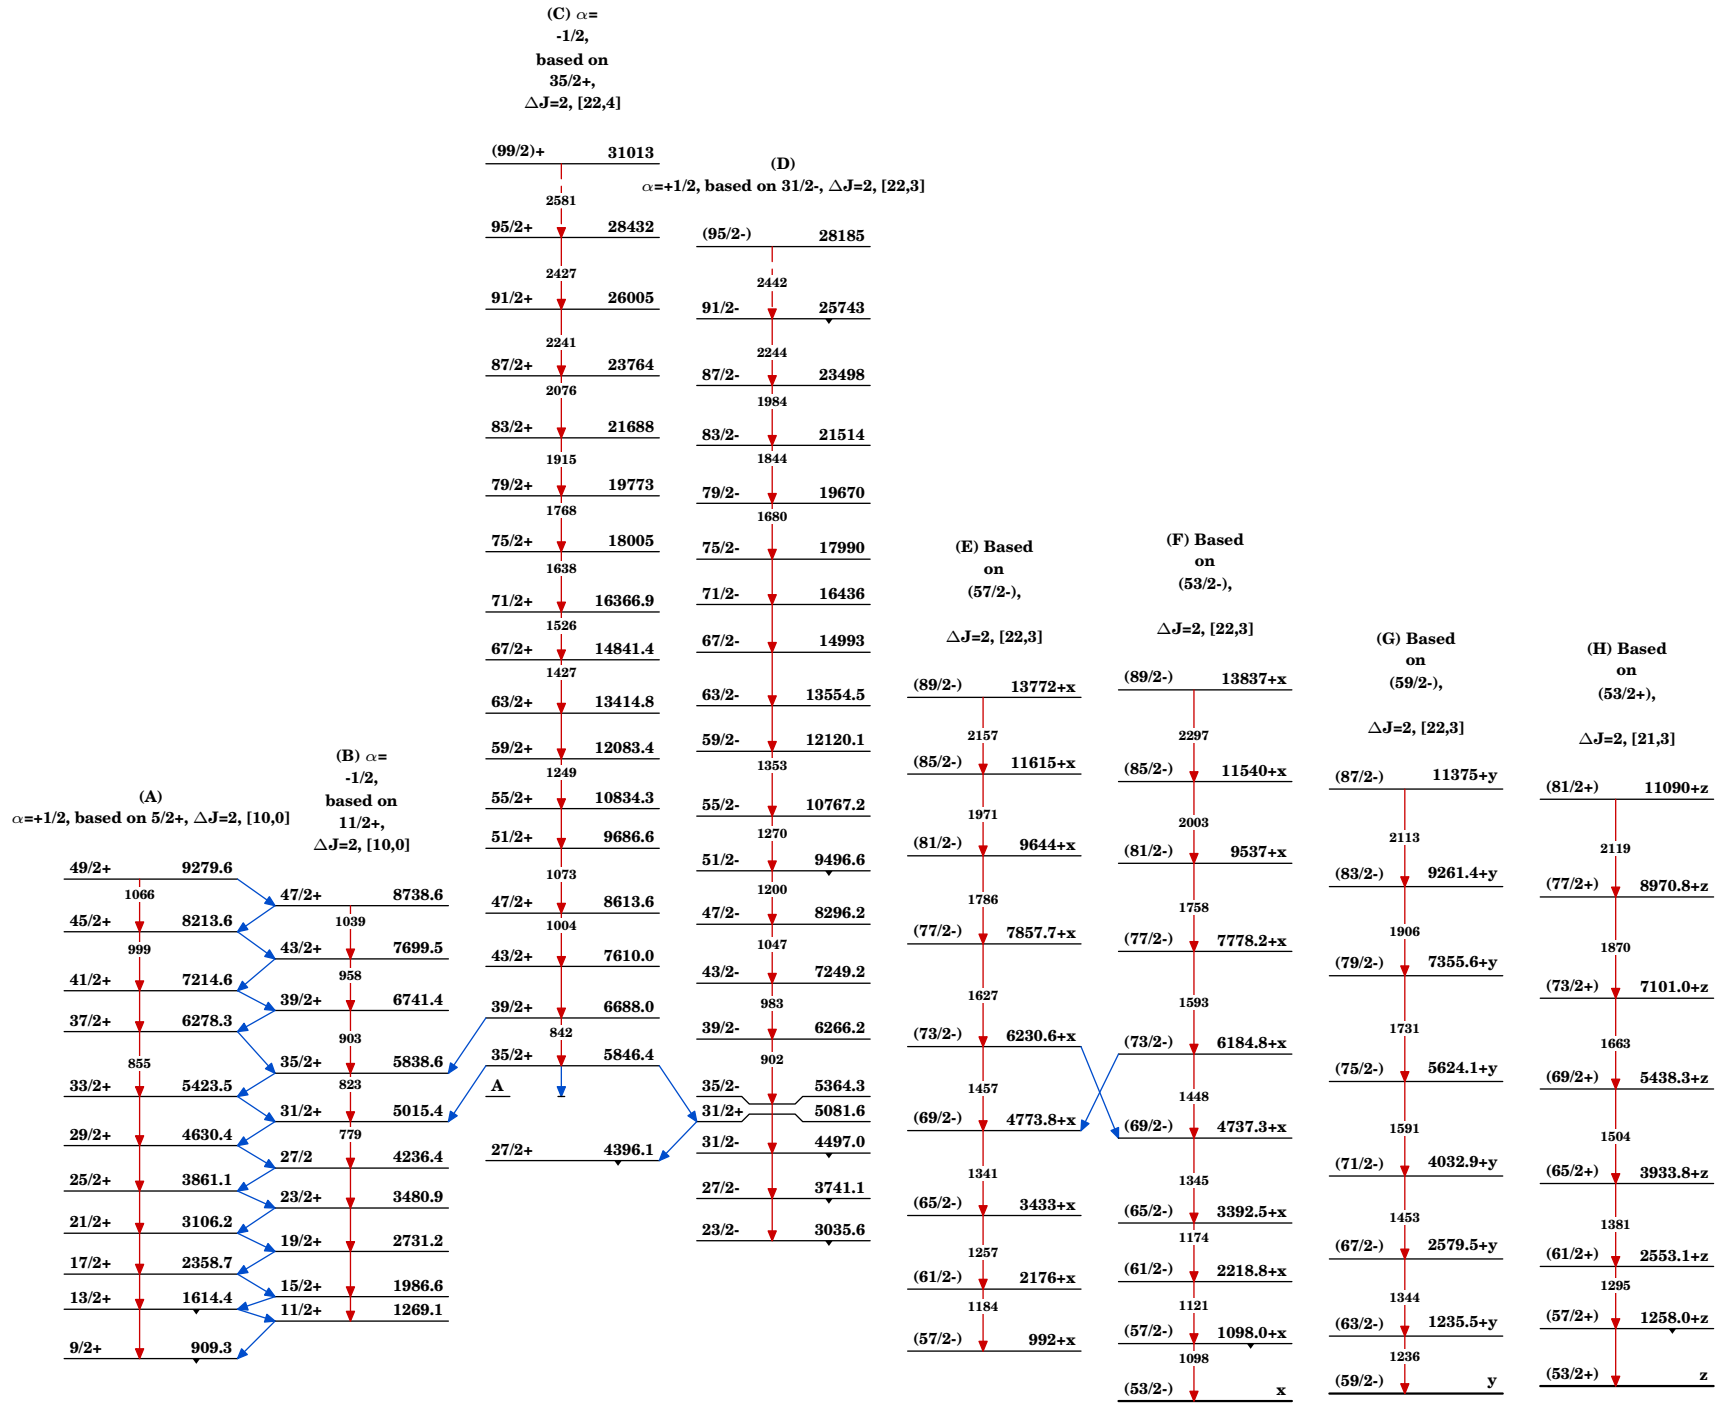 (C) α=
-1/2,
based on
35/2+,
△J=2, [22,4]
(99/2)+ 31013
2581
95/2+ 28432
2427
91/2+ 26005
2241
87/2+ 23764
2076
83/2+ 21688
1915
79/2+ 19773
1768
75/2+ 18005
1638
71/2+ 16366.9
1526
67/2+ 14841.4
1427
63/2+ 13414.8
59/2+ 12083.4
1249
55/2+ 10834.3
51/2+ 9686.6
1073
47/2+ 8613.6
1004
43/2+ 7610.0
39/2+ 6688.0
842
35/2+ 5846.4
A
27/2+ 4396.1
(D)
α=+1/2, based on 31/2-, △J=2, [22,3]
(95/2-) 28185
2442
91/2- 25743
2244
87/2- 23498
1984
83/2- 21514
1844
79/2- 19670
1680
75/2- 17990
71/2- 16436
67/2- 14993
63/2- 13554.5
59/2- 12120.1
1353
55/2- 10767.2
1270
51/2- 9496.6
1200
47/2- 8296.2
1047
43/2- 7249.2
983
39/2- 6266.2
902
35/2- 5364.3
31/2+ 5081.6
31/2- 4497.0
27/2- 3741.1
23/2- 3035.6
(A)
α=+1/2, based on 5/2+, △J=2, [10,0]
49/2+ 9279.6
1066
45/2+ 8213.6
999
41/2+ 7214.6
37/2+ 6278.3
855
33/2+ 5423.5
29/2+ 4630.4
25/2+ 3861.1
21/2+ 3106.2
17/2+ 2358.7
13/2+ 1614.4
9/2+ 909.3
(B) α=
-1/2,
based on
11/2+,
△J=2, [10,0]
47/2+ 8738.6
1039
43/2+ 7699.5
958
39/2+ 6741.4
903
35/2+ 5838.6
823
31/2+ 5015.4
779
27/2 4236.4
23/2+ 3480.9
19/2+ 2731.2
15/2+ 1986.6
11/2+ 1269.1
(E) Based
on
(57/2-),
△J=2, [22,3]
(89/2-) 13772+x
2157
(85/2-) 11615+x
1971
(81/2-) 9644+x
1786
(77/2-) 7857.7+x
1627
(73/2-) 6230.6+x
1457
(69/2-) 4773.8+x
1341
(65/2-) 3433+x
1257
(61/2-) 2176+x
1184
(57/2-) 992+x
(F) Based
on
(53/2-),
△J=2, [22,3]
(89/2-) 13837+x
2297
(85/2-) 11540+x
2003
(81/2-) 9537+x
1758
(77/2-) 7778.2+x
1593
(73/2-) 6184.8+x
1448
(69/2-) 4737.3+x
1345
(65/2-) 3392.5+x
1174
(61/2-) 2218.8+x
1121
(57/2-) 1098.0+x
1098
(53/2-) x
(G) Based
on
(59/2-),
△J=2, [22,3]
(87/2-) 11375+y
2113
(83/2-) 9261.4+y
1906
(79/2-) 7355.6+y
1731
(75/2-) 5624.1+y
1591
(71/2-) 4032.9+y
1453
(67/2-) 2579.5+y
1344
(63/2-) 1235.5+y
1236
(59/2-) y
(H) Based
on
(53/2+),
△J=2, [21,3]
(81/2+) 11090+z
2119
(77/2+) 8970.8+z
1870
(73/2+) 7101.0+z
1663
(69/2+) 5438.3+z
1504
(65/2+) 3933.8+z
1381
(61/2+) 2553.1+z
1295
(57/2+) 1258.0+z
(53/2+) z